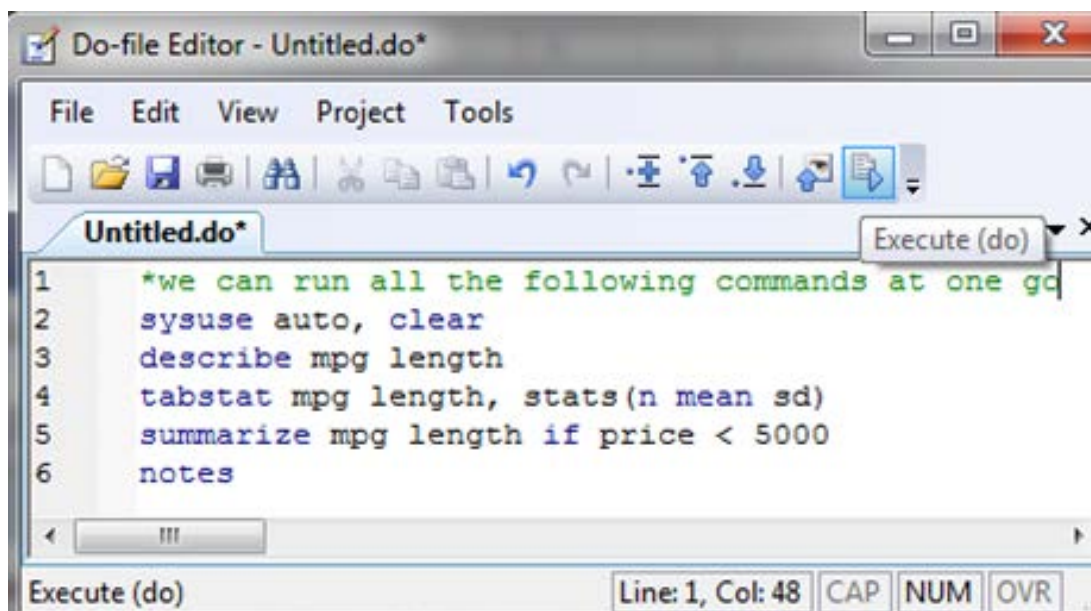 Do-file Editor - Untitled.do*
File Edit View Project Tools
Untitled.do*
Execute (do)
1 *we can run all the following commands at one go
2 sysuse auto, clear
3 describe mpg length
4 tabstat mpg length, stats(n mean sd)
5 summarize mpg length if price < 5000
6 notes
Execute (do) Line: 1, Col: 48 CAP NUM OVR